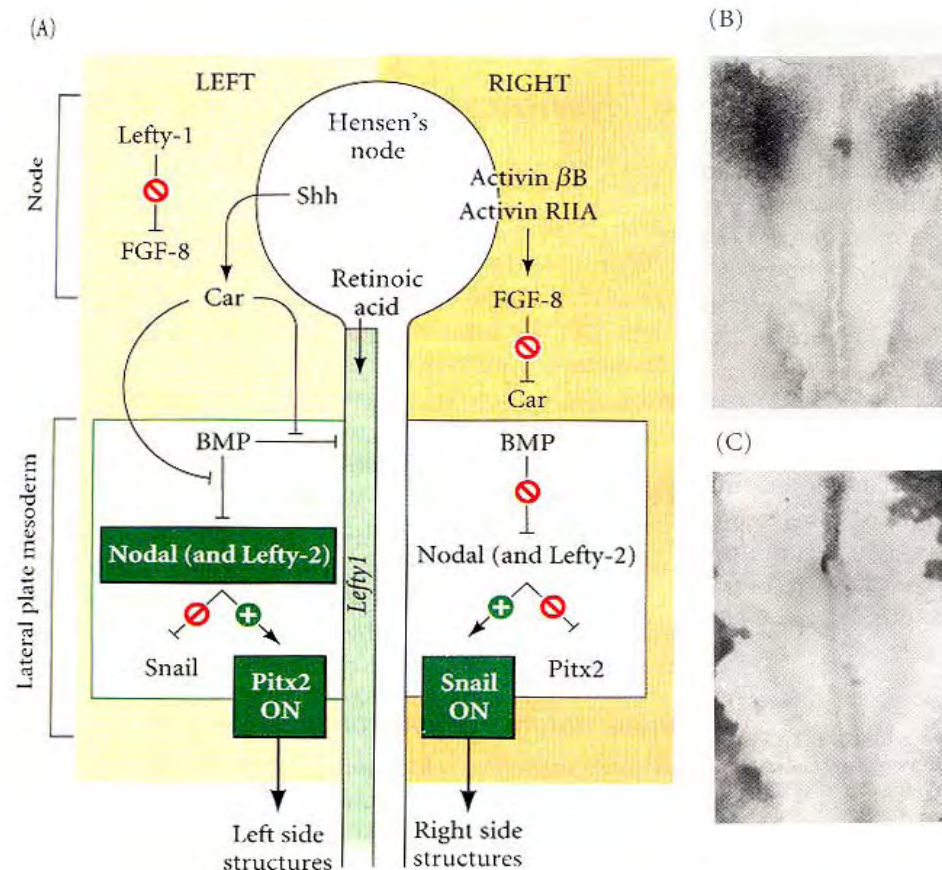 (A)
LEFT
RIGHT
Node
Lefty-1
FGF-8
Hensen's
node
Shh
Car
Retinoic
acid
Activin βB
Activin RIIA
FGF-8
Car
Lateral plate mesoderm
BMP
Nodal (and Lefty-2)
Snail
Pitx2
ON
Lefty1
BMP
Nodal (and Lefty-2)
Snail
ON
Pitx2
Left side
structures
Right side
structures
(B)
(C)